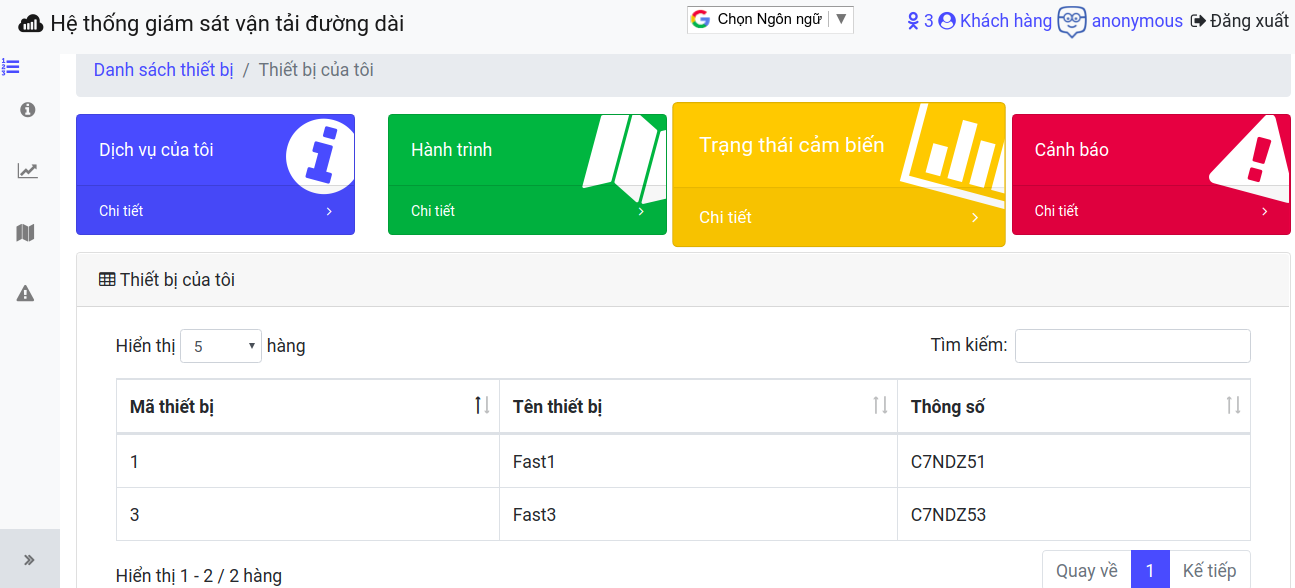 Hệ thống giám sát vận tải đường dài
Chọn Ngôn ngữ ▼
3 Khách hàng anonymous Đăng xuất
Danh sách thiết bị / Thiết bị của tôi
Dịch vụ của tôi
Chi tiết
Hành trình
Chi tiết
Trạng thái cảm biến
Chi tiết
Cảnh báo
Chi tiết
Thiết bị của tôi
Hiển thị 5 hàng
Tìm kiếm:
Mã thiết bị Tên thiết bị Thông số
1 Fast1 C7NDZ51
3 Fast3 C7NDZ53
Hiển thị 1 - 2 / 2 hàng
Quay về 1 Kế tiếp